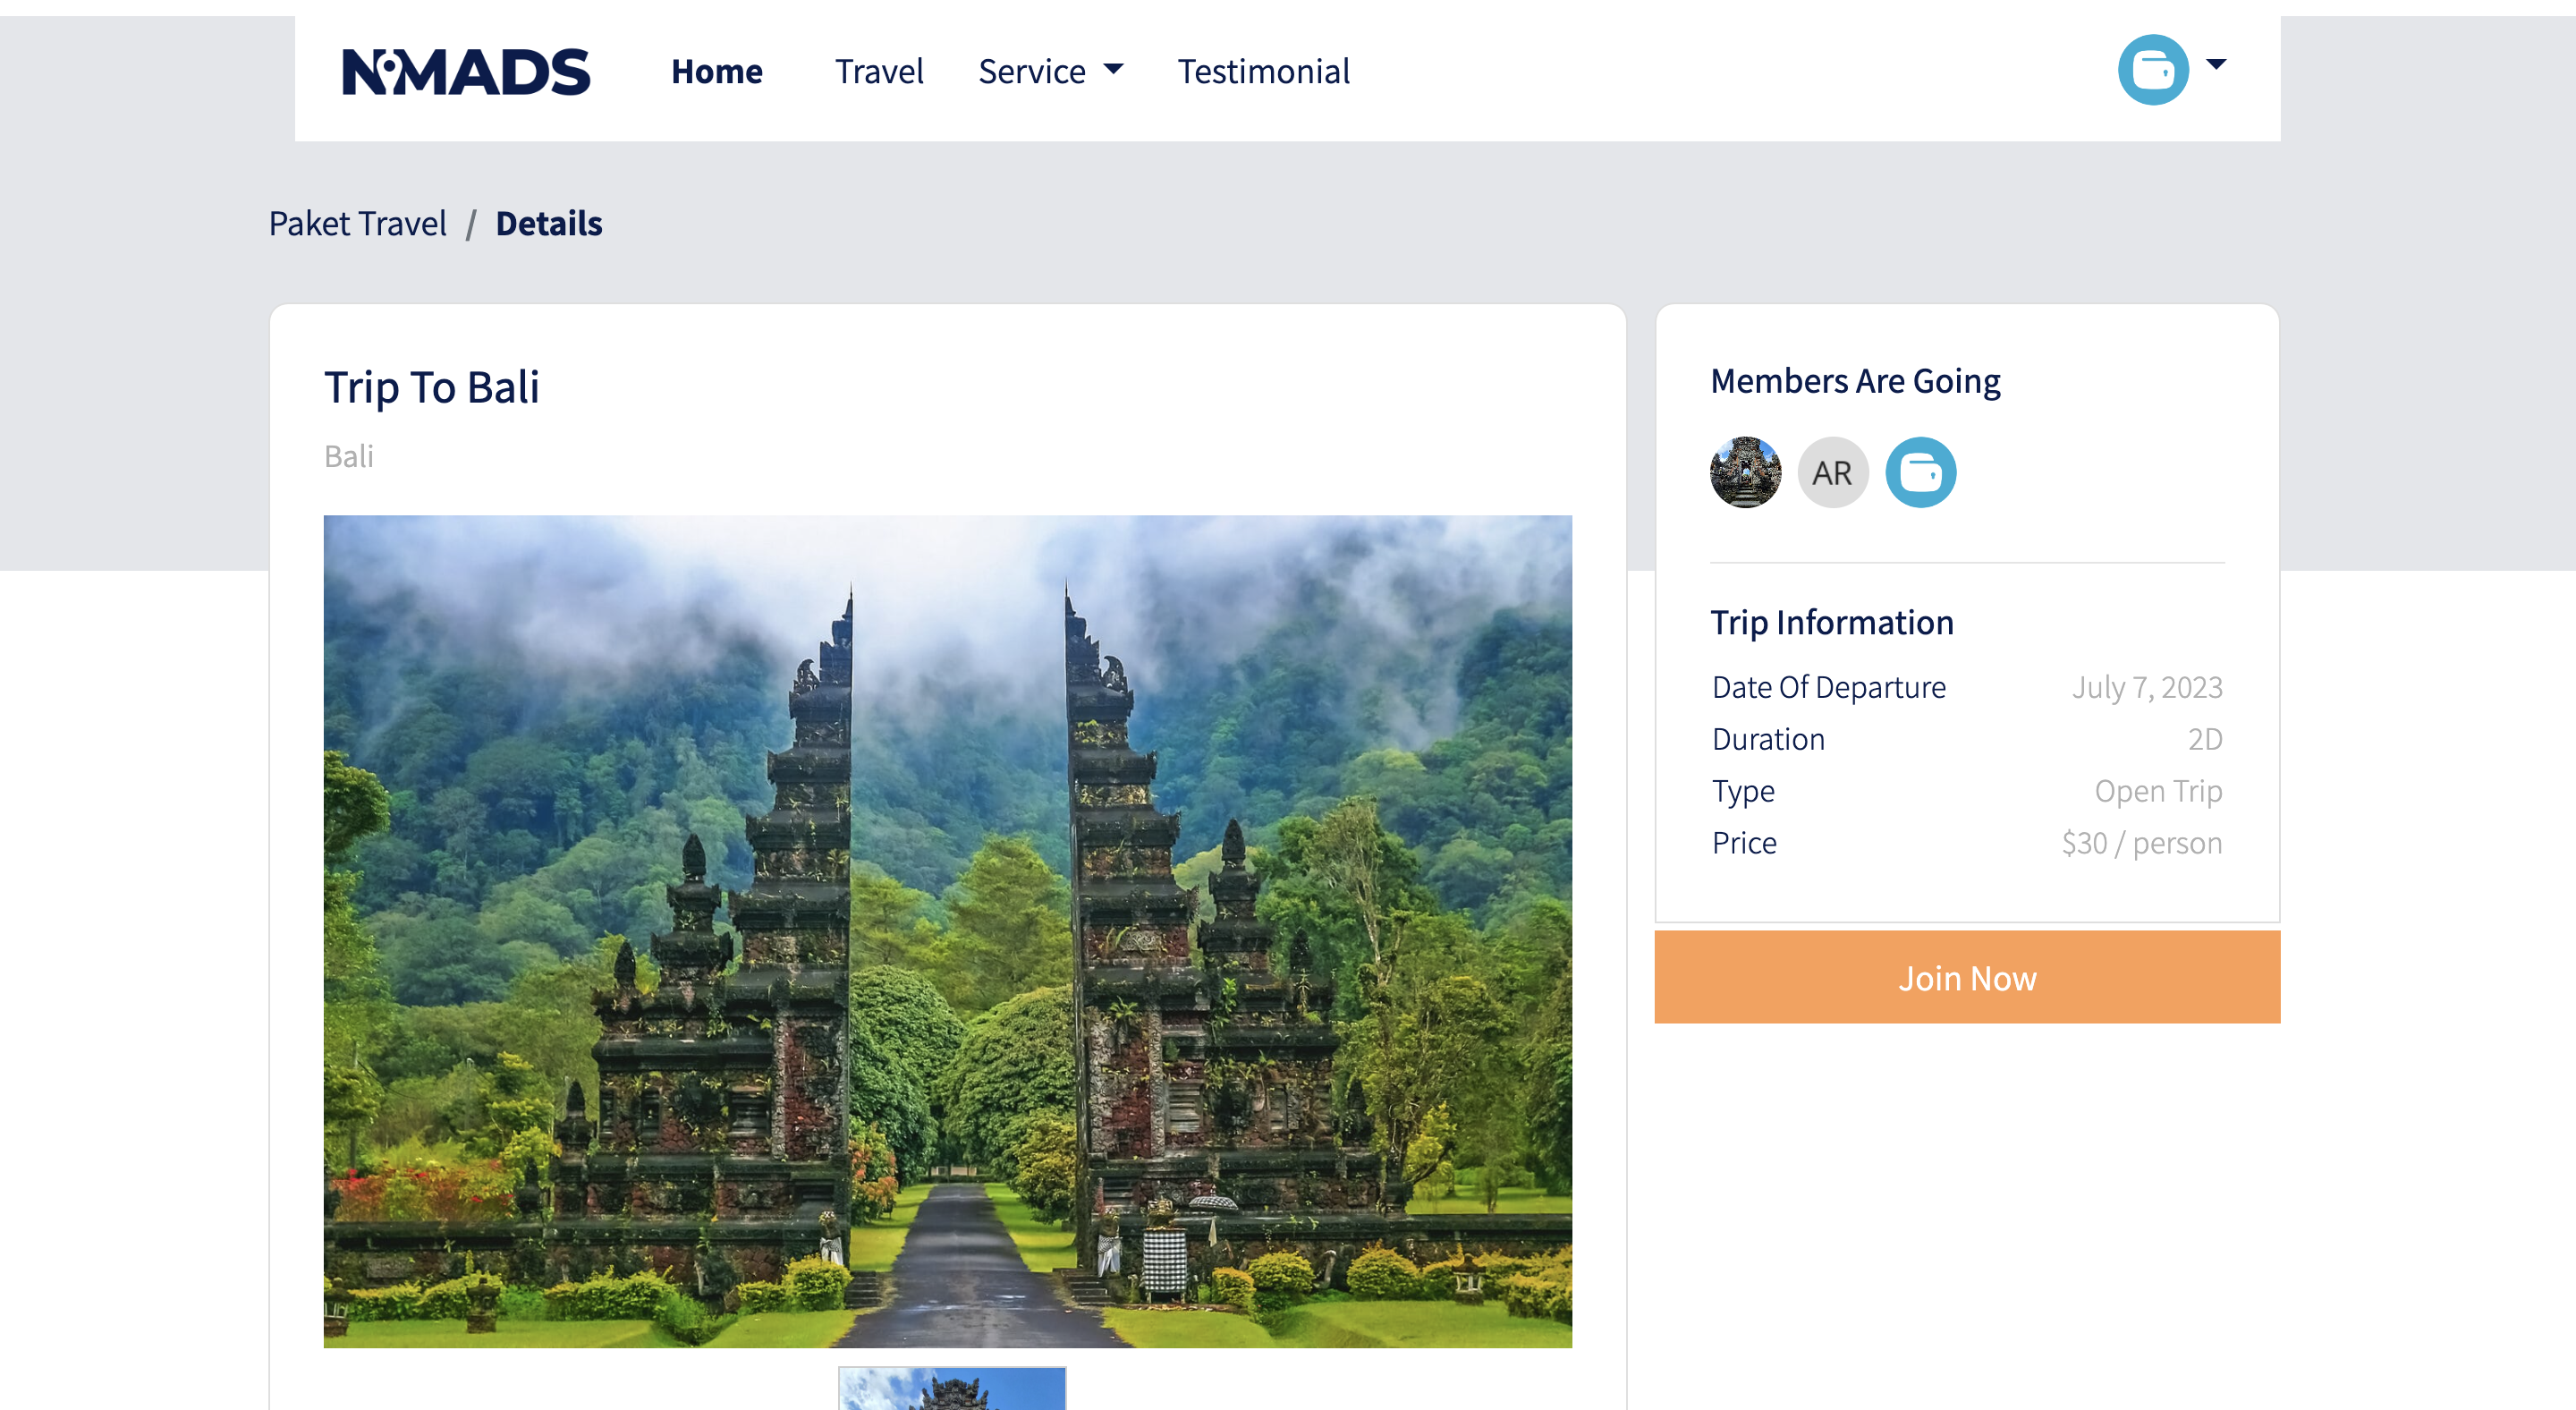 NOMADS
Home Travel Service Testimonial
Paket Travel / Details
Trip To Bali
Bali
Members Are Going
AR
Trip Information
Date Of Departure July 7, 2023
Duration 2D
Type Open Trip
Price $30 / person
Join Now